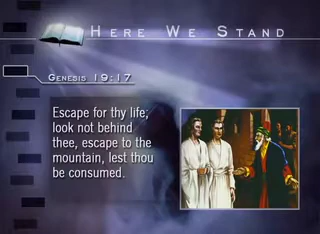 Here We Stand
Genesis 19:17
Escape for thy life;
look not behind
thee, escape to the
mountain, lest thou
be consumed.